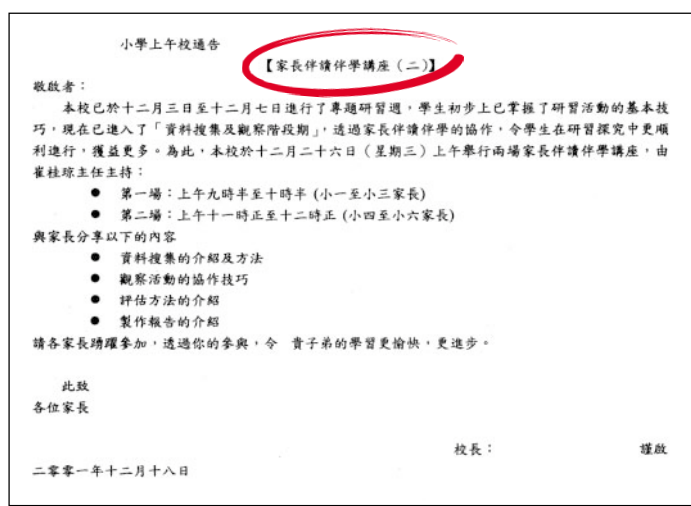 小學上午校通告
【家長伴讀伴學講座（二）】
敬啟者：
本校已於十二月三日至十二月七日進行了專題研習週，學生初步上已掌握了研習活動的基本技
巧，現在已進入了「資料搜集及觀察階段期」，透過家長伴讀伴學的協作，令學生在研習探究中更順
利進行，獲益更多。為此，本校於十二月二十六日（星期三）上午舉行兩場家長伴讀伴學講座，由
崔桂琼主任主持：
● 第一場：上午九時半至十時半 (小一至小三家長)
● 第二場：上午十一時正至十二時正 (小四至小六家長)
與家長分享以下的內容
● 資料搜集的介紹及方法
● 觀察活動的協作技巧
● 評估方法的介紹
● 製作報告的介紹
請各家長踴躍參加，透過你的參與，令　貴子弟的學習更愉快，更進步。
此致
各位家長
校長：　　謹啟
二零零一年十二月十八日